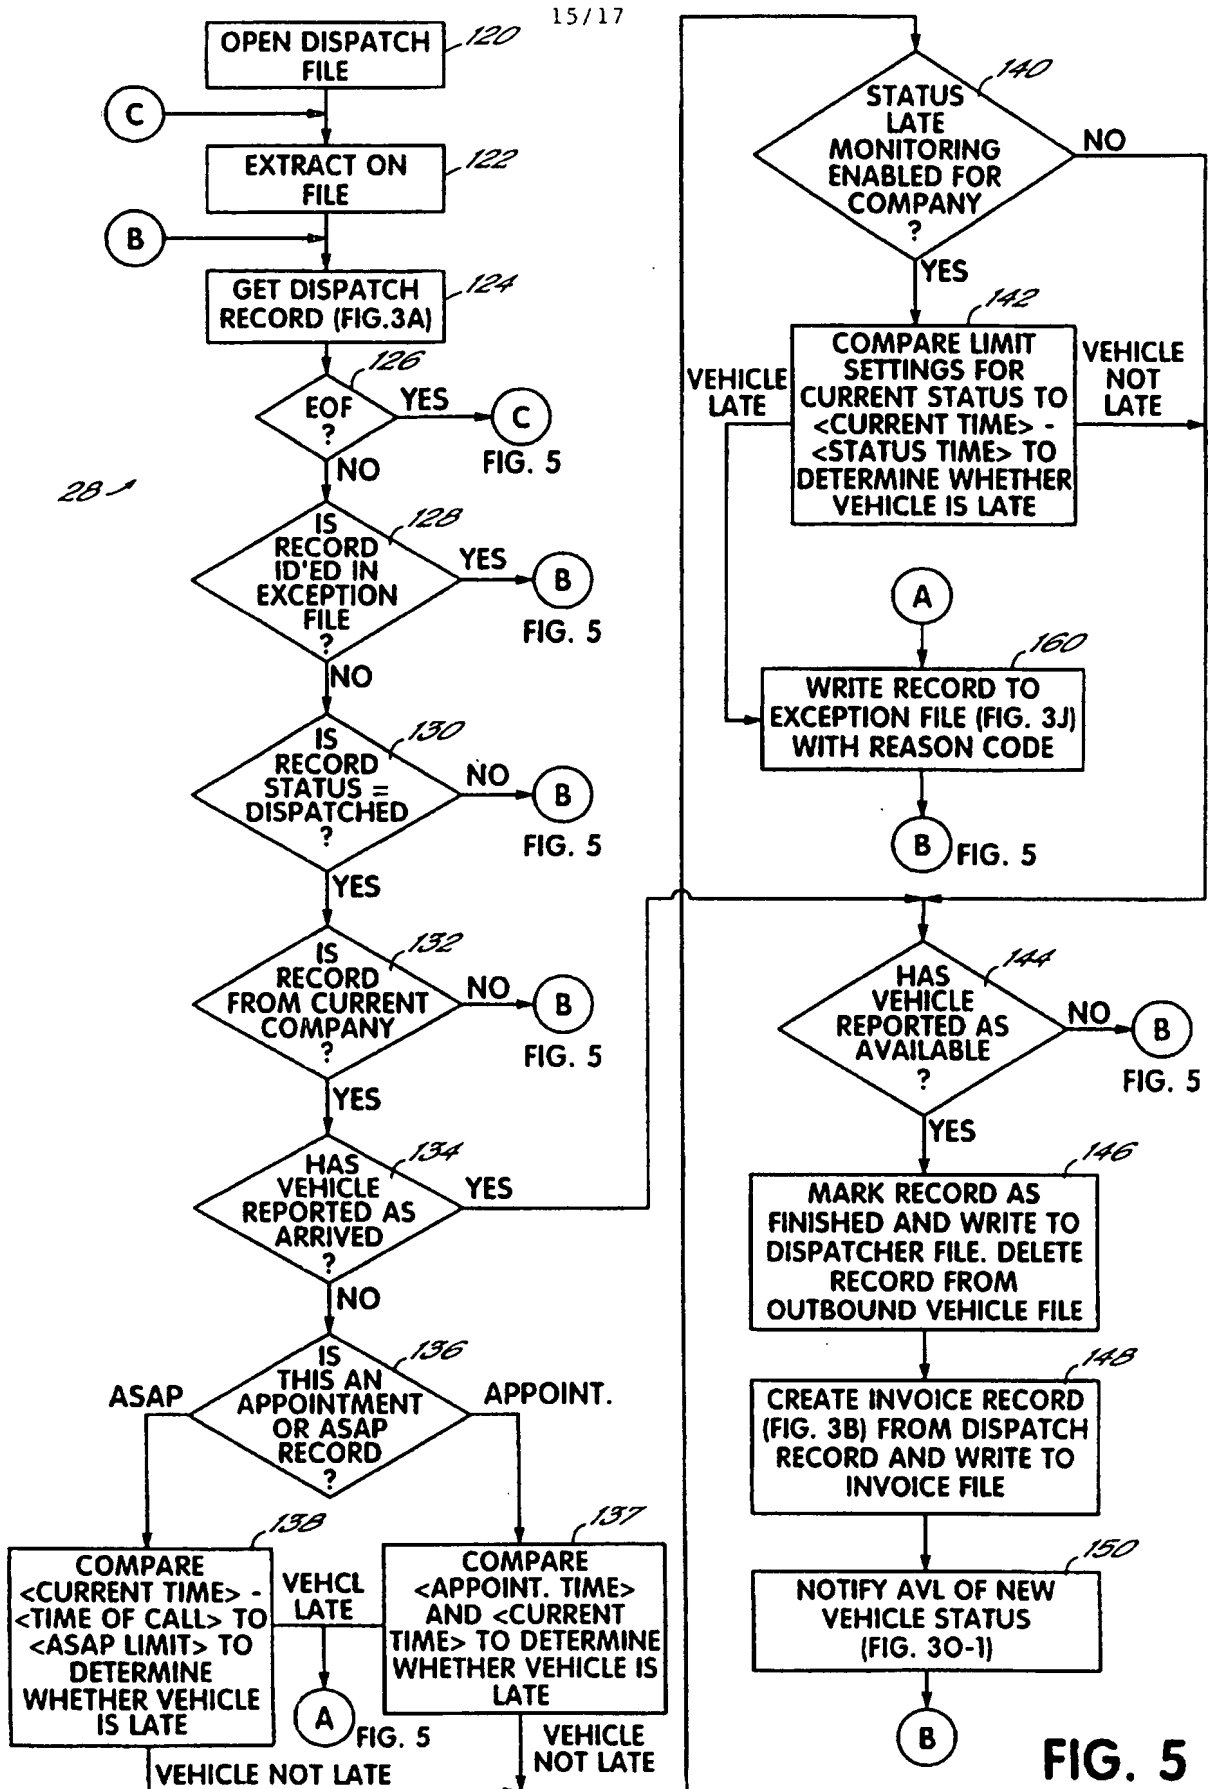 15/17
OPEN DISPATCH
FILE
120
C
EXTRACT ON
FILE
122
B
GET DISPATCH
RECORD (FIG.3A)
124
126
EOF
?
YES
C
FIG. 5
NO
28
128
IS
RECORD
ID'ED IN
EXCEPTION
FILE
?
YES
B
FIG. 5
NO
130
IS
RECORD
STATUS =
DISPATCHED
?
NO
B
FIG. 5
YES
132
IS
RECORD
FROM CURRENT
COMPANY
?
NO
B
FIG. 5
YES
134
HAS
VEHICLE
REPORTED AS
ARRIVED
?
YES
NO
136
IS
THIS AN
APPOINTMENT
OR ASAP
RECORD
?
ASAP
APPOINT.
138
COMPARE
<CURRENT TIME> -
<TIME OF CALL> TO
<ASAP LIMIT> TO
DETERMINE
WHETHER VEHICLE
IS LATE
VEHCL
LATE
A
FIG. 5
137
COMPARE
<APPOINT. TIME>
AND <CURRENT
TIME> TO DETERMINE
WHETHER VEHICLE IS
LATE
VEHICLE NOT LATE
VEHICLE
NOT LATE
140
STATUS
LATE
MONITORING
ENABLED FOR
COMPANY
?
NO
YES
142
COMPARE LIMIT
SETTINGS FOR
CURRENT STATUS TO
<CURRENT TIME> -
<STATUS TIME> TO
DETERMINE WHETHER
VEHICLE IS LATE
VEHICLE
LATE
VEHICLE
NOT
LATE
A
160
WRITE RECORD TO
EXCEPTION FILE (FIG. 3J)
WITH REASON CODE
B
FIG. 5
144
HAS
VEHICLE
REPORTED AS
AVAILABLE
?
NO
B
FIG. 5
YES
146
MARK RECORD AS
FINISHED AND WRITE TO
DISPATCHER FILE. DELETE
RECORD FROM
OUTBOUND VEHICLE FILE
148
CREATE INVOICE RECORD
(FIG. 3B) FROM DISPATCH
RECORD AND WRITE TO
INVOICE FILE
150
NOTIFY AVL OF NEW
VEHICLE STATUS
(FIG. 3O-1)
B
FIG. 5